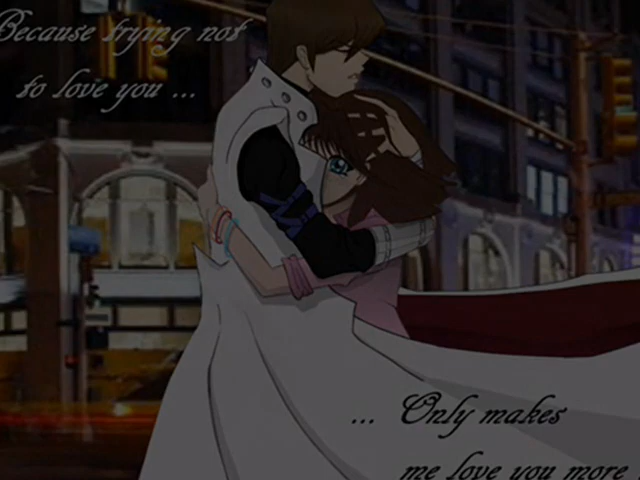 Because trying not
to love you ...
... Only makes
me love you more